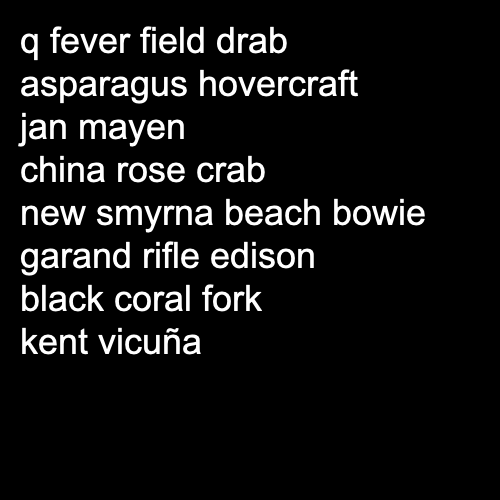 q fever field drab
asparagus hovercraft
jan mayen
china rose crab
new smyrna beach bowie
garand rifle edison
black coral fork
kent vicuña